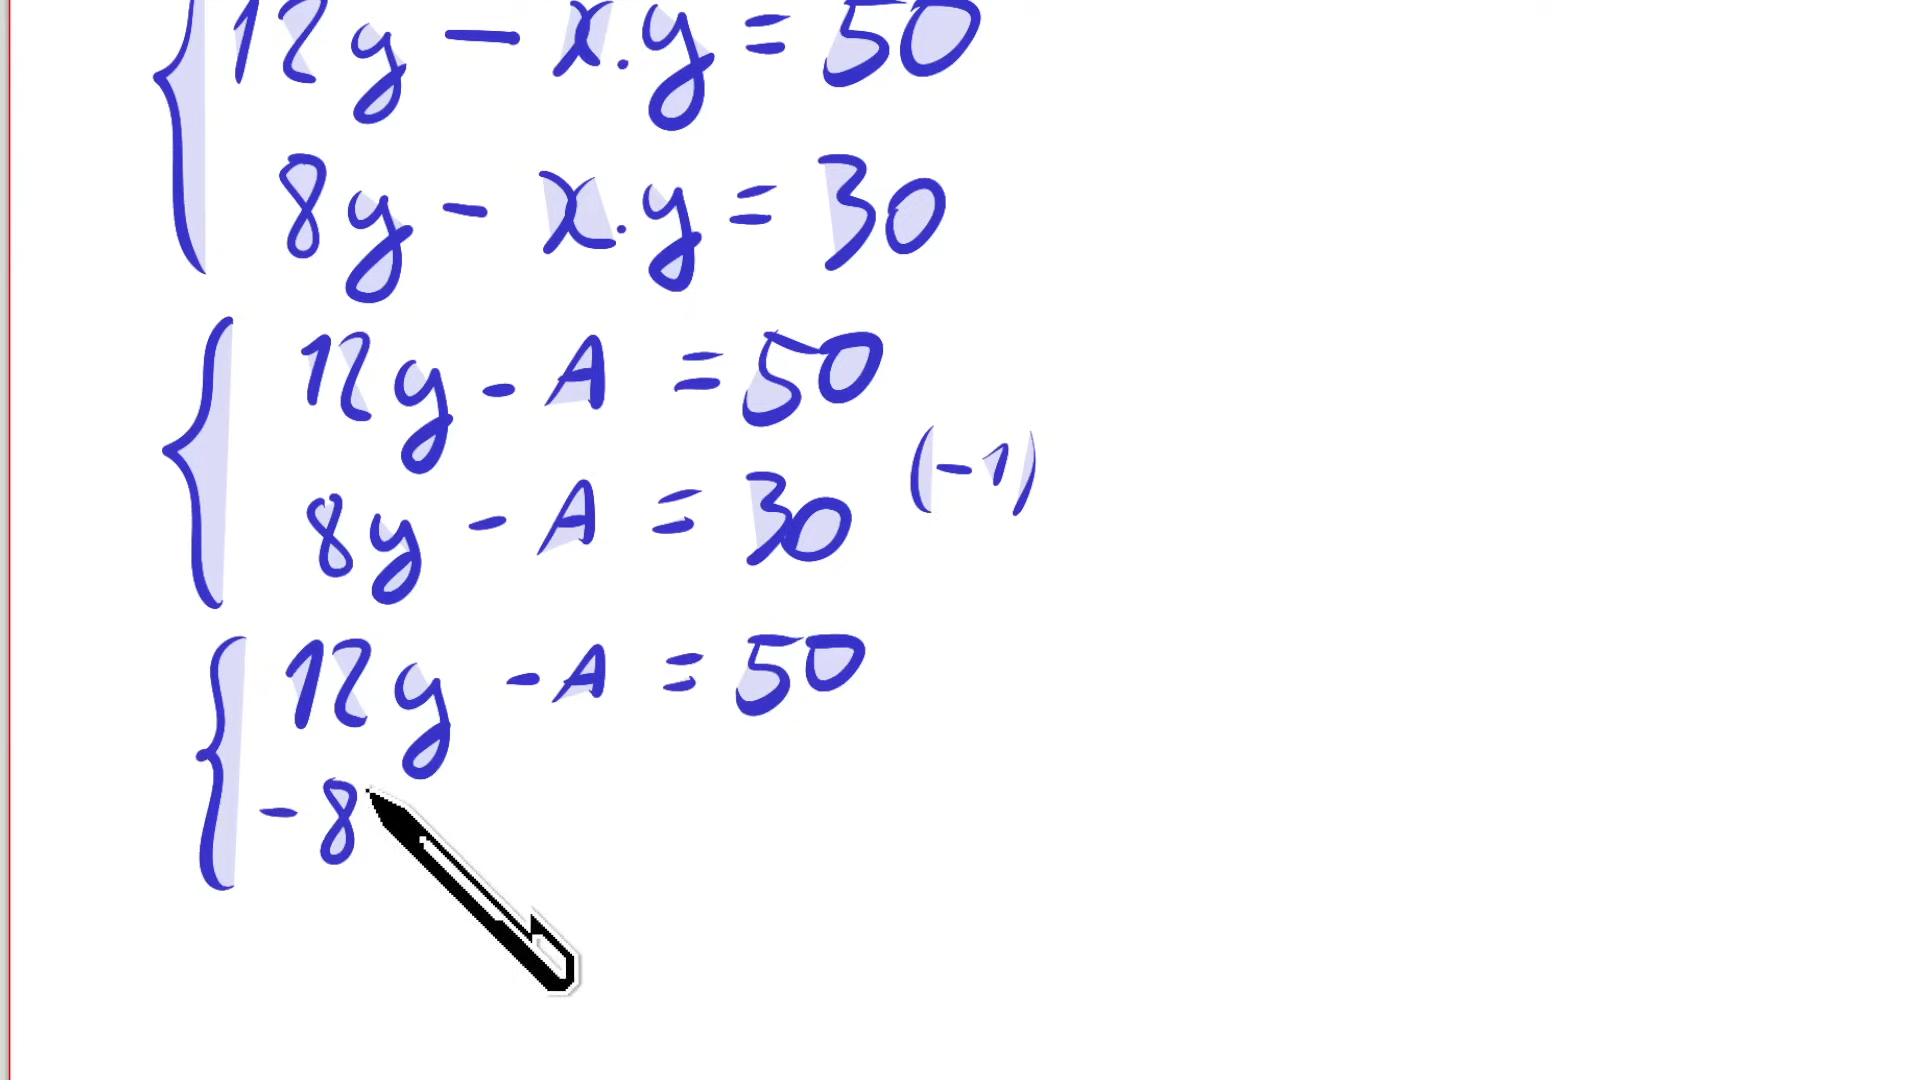 12y - x.y = 50
8y - x.y = 30
12y - A = 50
(-1)
8y - A = 30
12y - A = 50
- 8